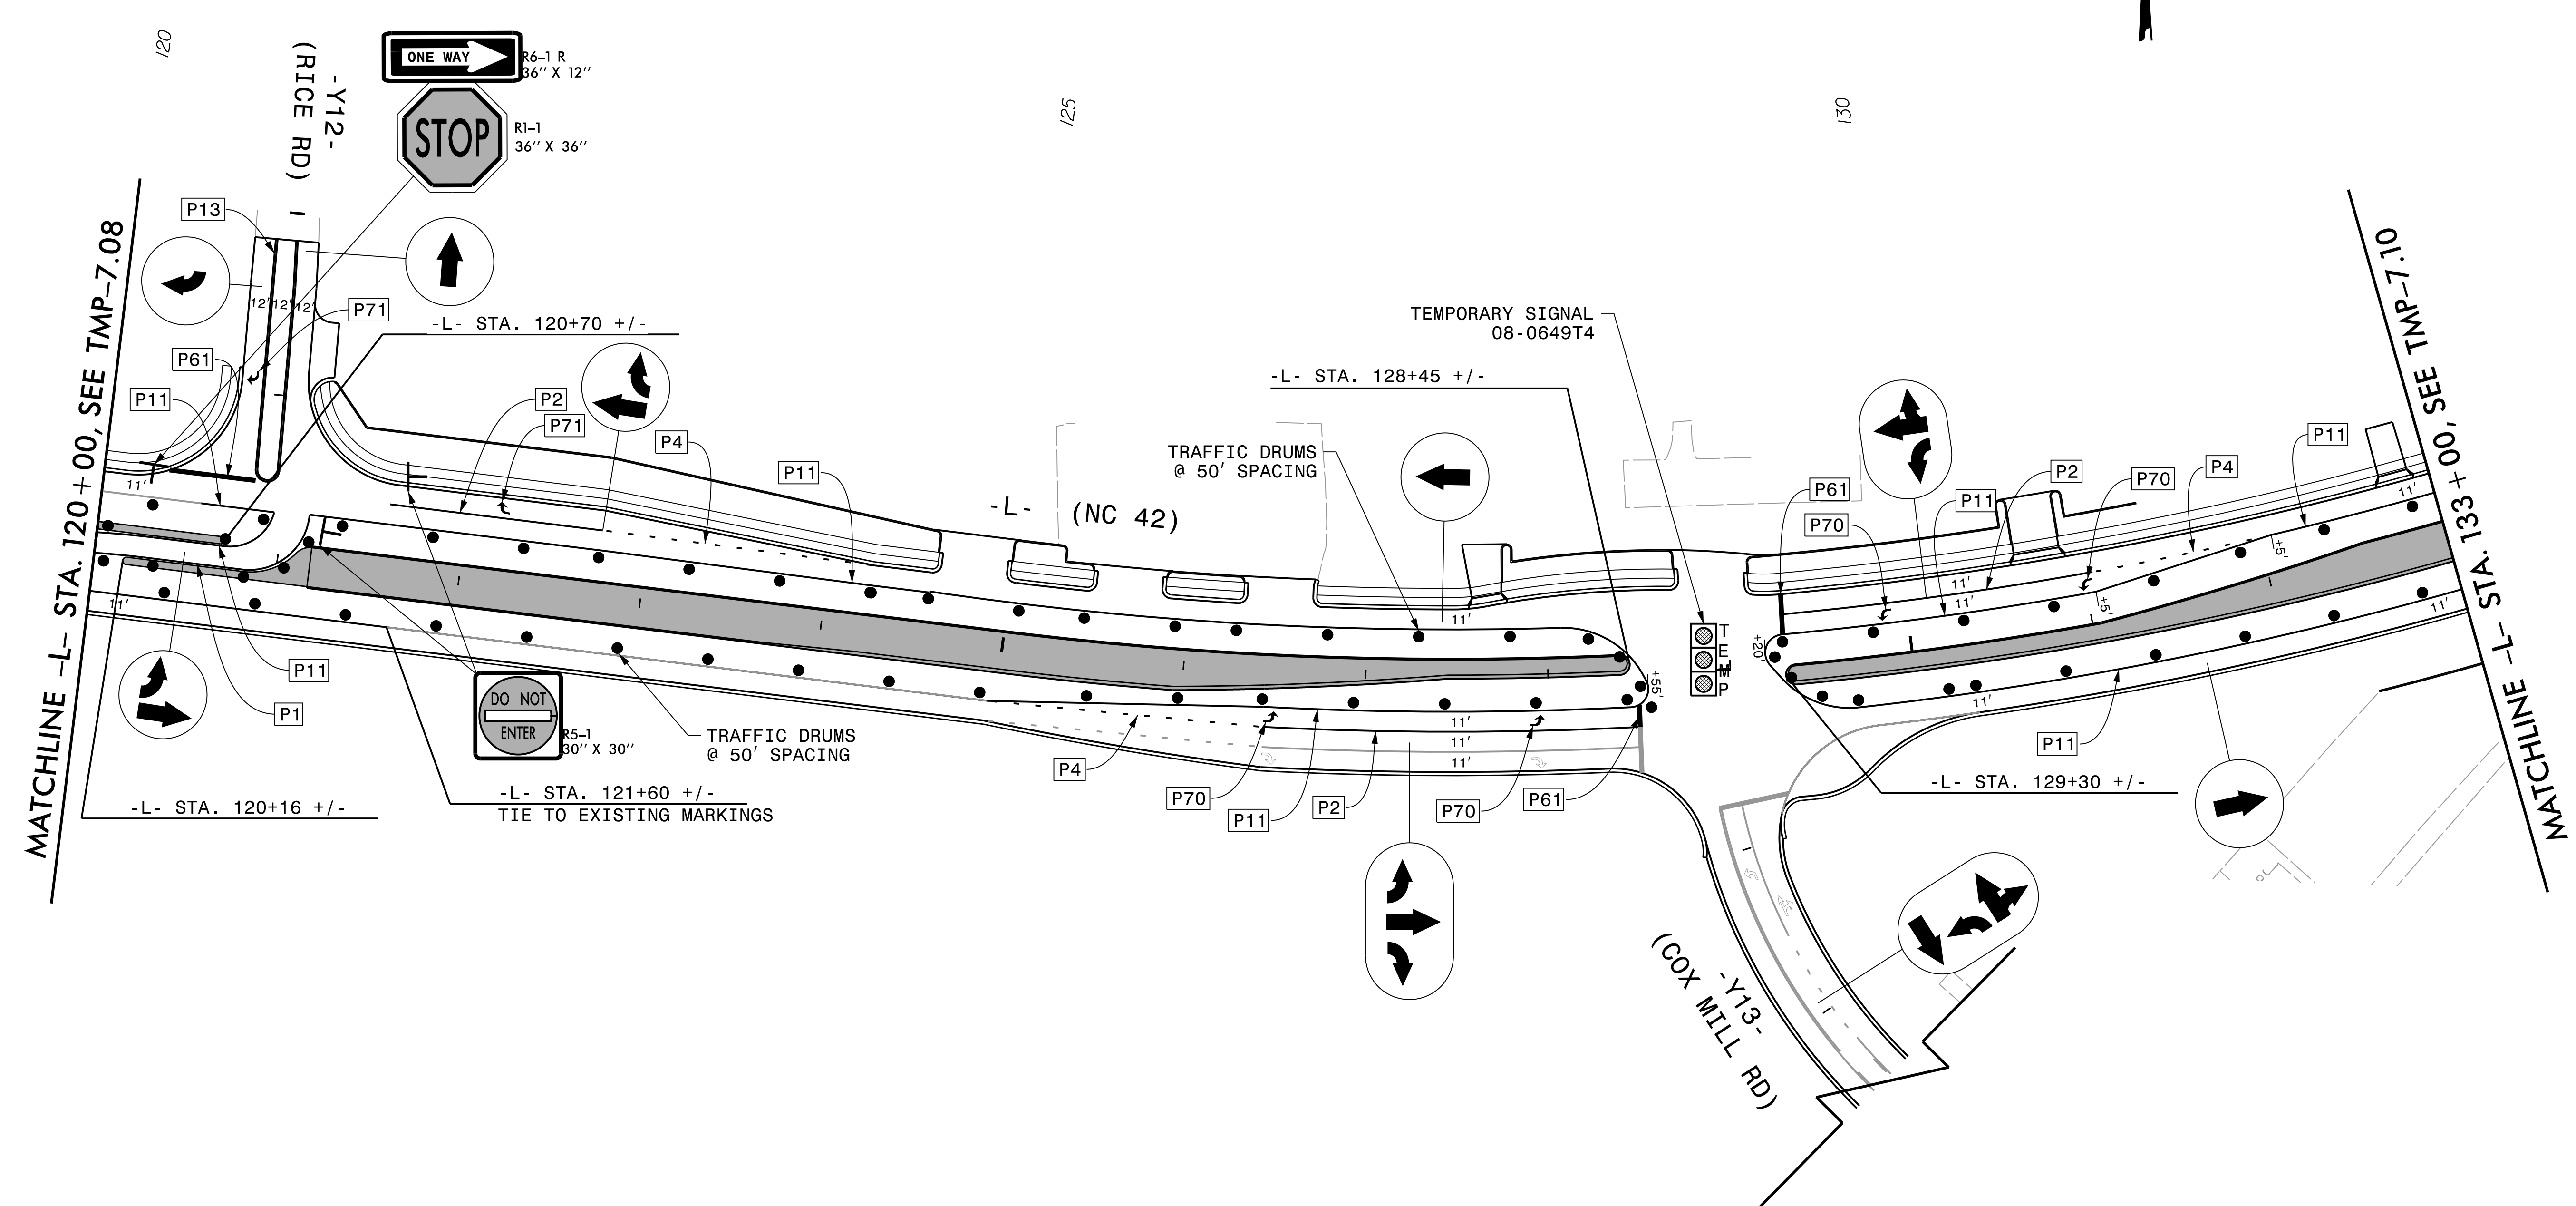 120
125
130
-Y12-
(RICE RD)
ONE WAY
R6-1 R
36" X 12"
STOP
R1-1
36" X 36"
MATCHLINE -L- STA. 120+00, SEE TMP-7.08
P13
12' 12' 12'
P71
P61
P11
11'
-L- STA. 120+70 +/-
P2
P71
P4
P11
-L- (NC 42)
TRAFFIC DRUMS
@ 50' SPACING
TEMPORARY SIGNAL
08-0649T4
-L- STA. 128+45 +/-
11'
T
E
M
P
P61
P70
P11
P2
P70
P4
P11
11'
11'
+5'
+5'
+20'
+55'
11'
MATCHLINE -L- STA. 133+00, SEE TMP-7.10
11'
P11
P1
-L- STA. 120+16 +/-
DO NOT
ENTER
R5-1
30" X 30"
-L- STA. 121+60 +/-
TIE TO EXISTING MARKINGS
TRAFFIC DRUMS
@ 50' SPACING
P4
11'
11'
11'
P70
P11
P2
P70
P61
11'
11'
P11
-L- STA. 129+30 +/-
-Y13-
(COX MILL RD)